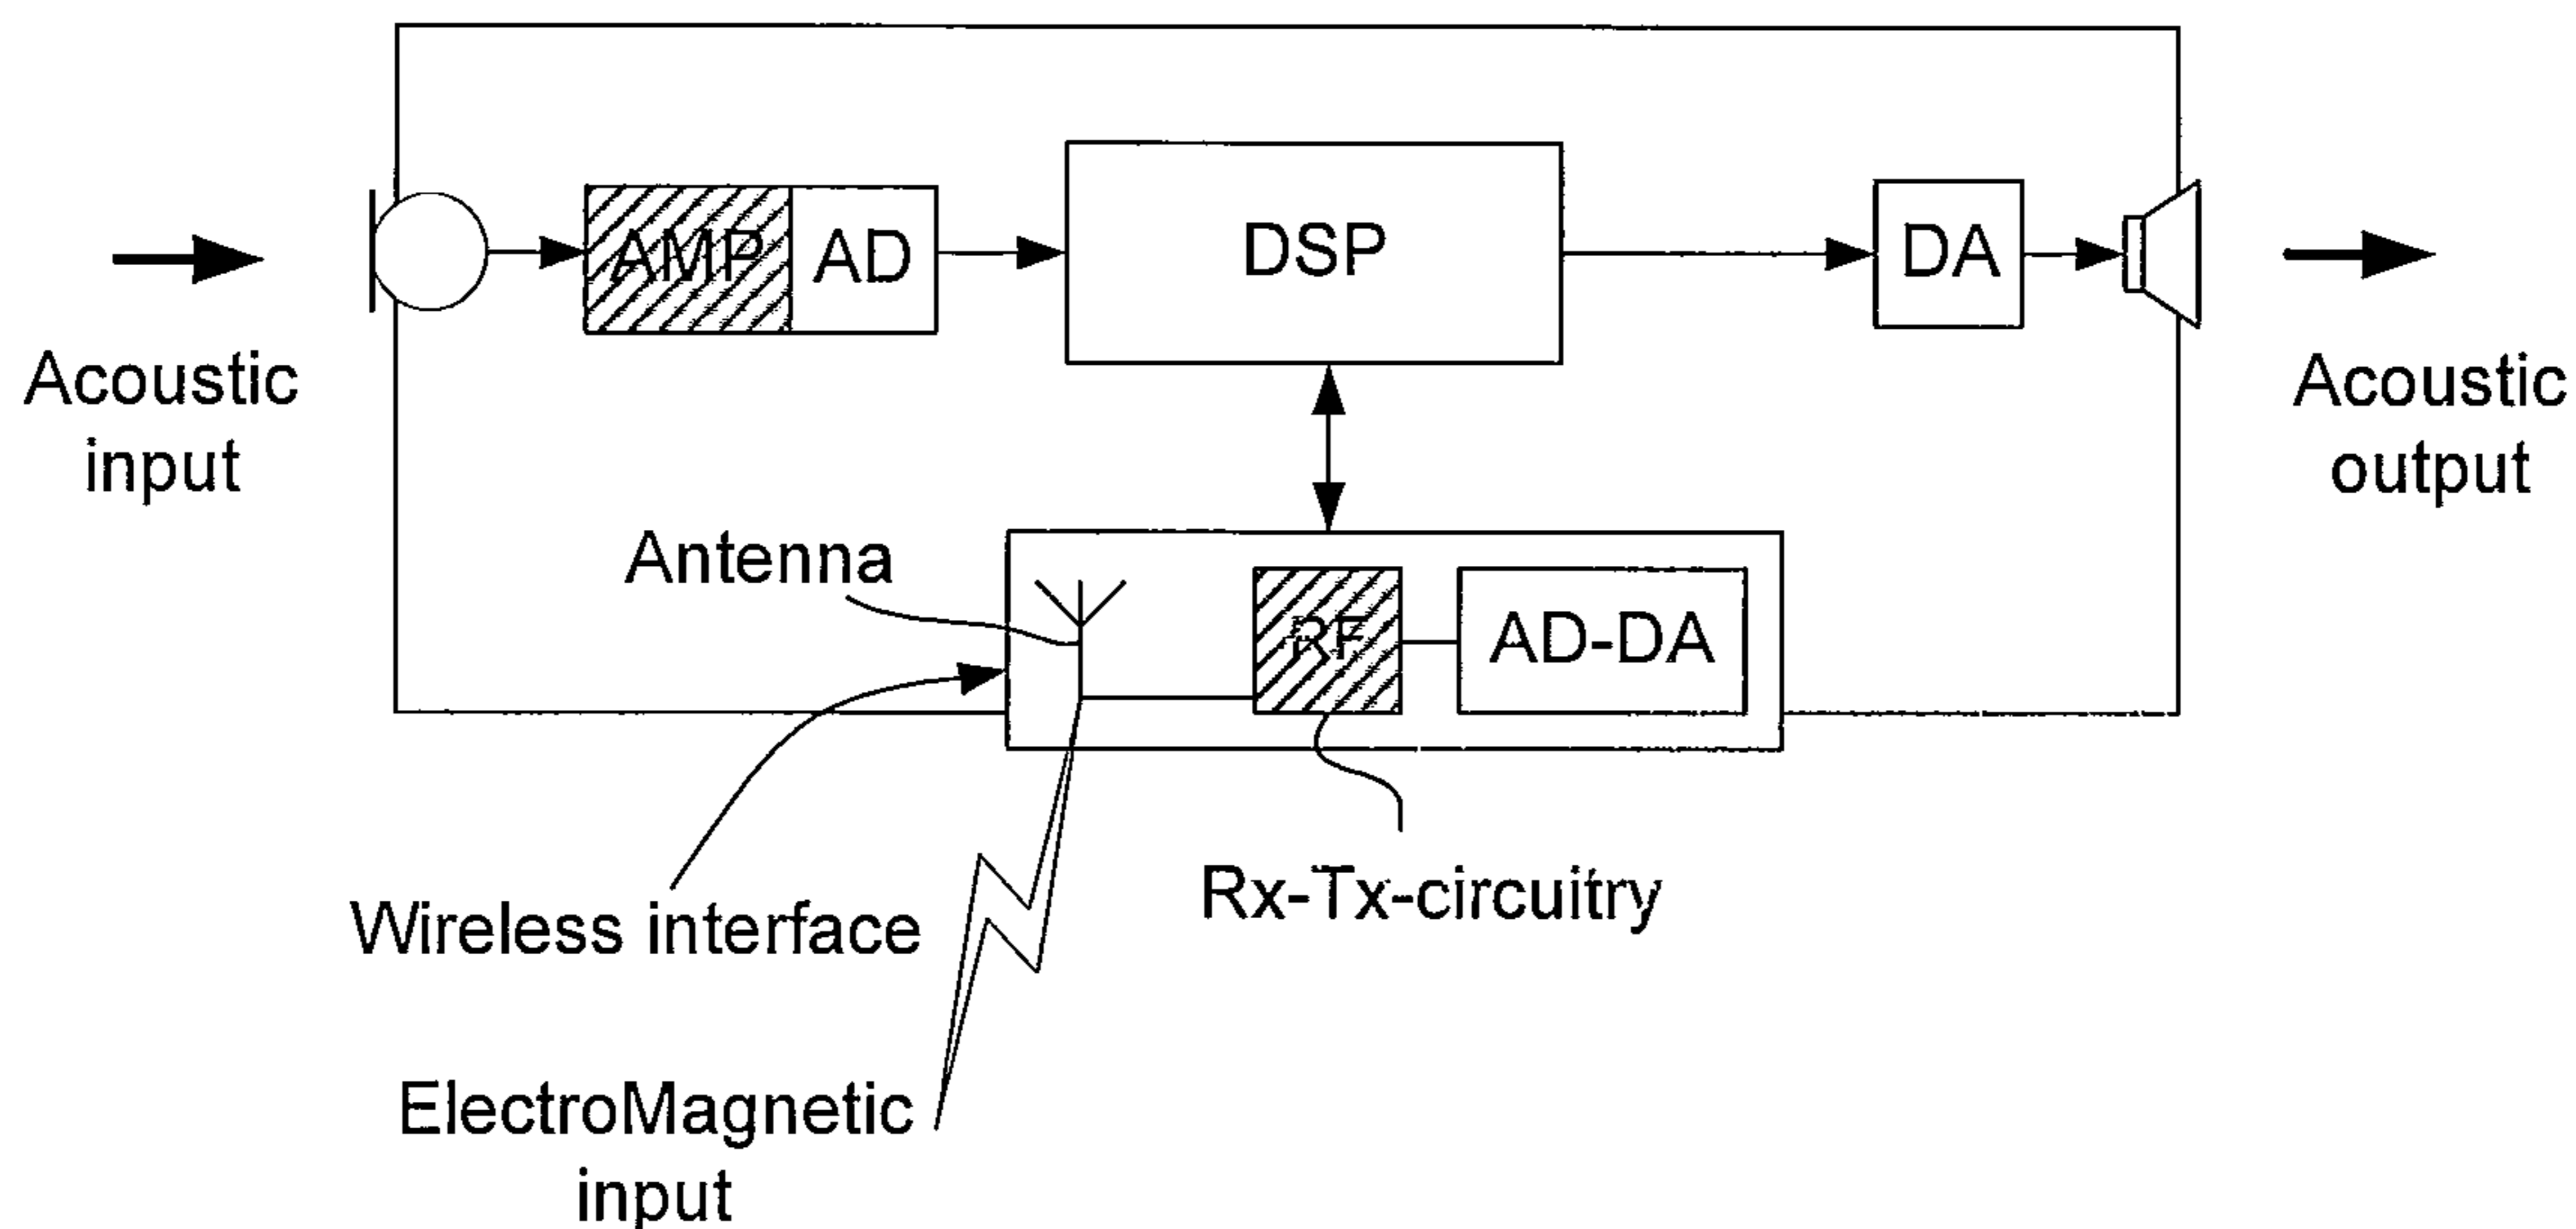 AMP
AD
DSP
DA
Acoustic
input
Acoustic
output
Antenna
RF
AD-DA
Rx-Tx-circuitry
Wireless interface
ElectroMagnetic
input